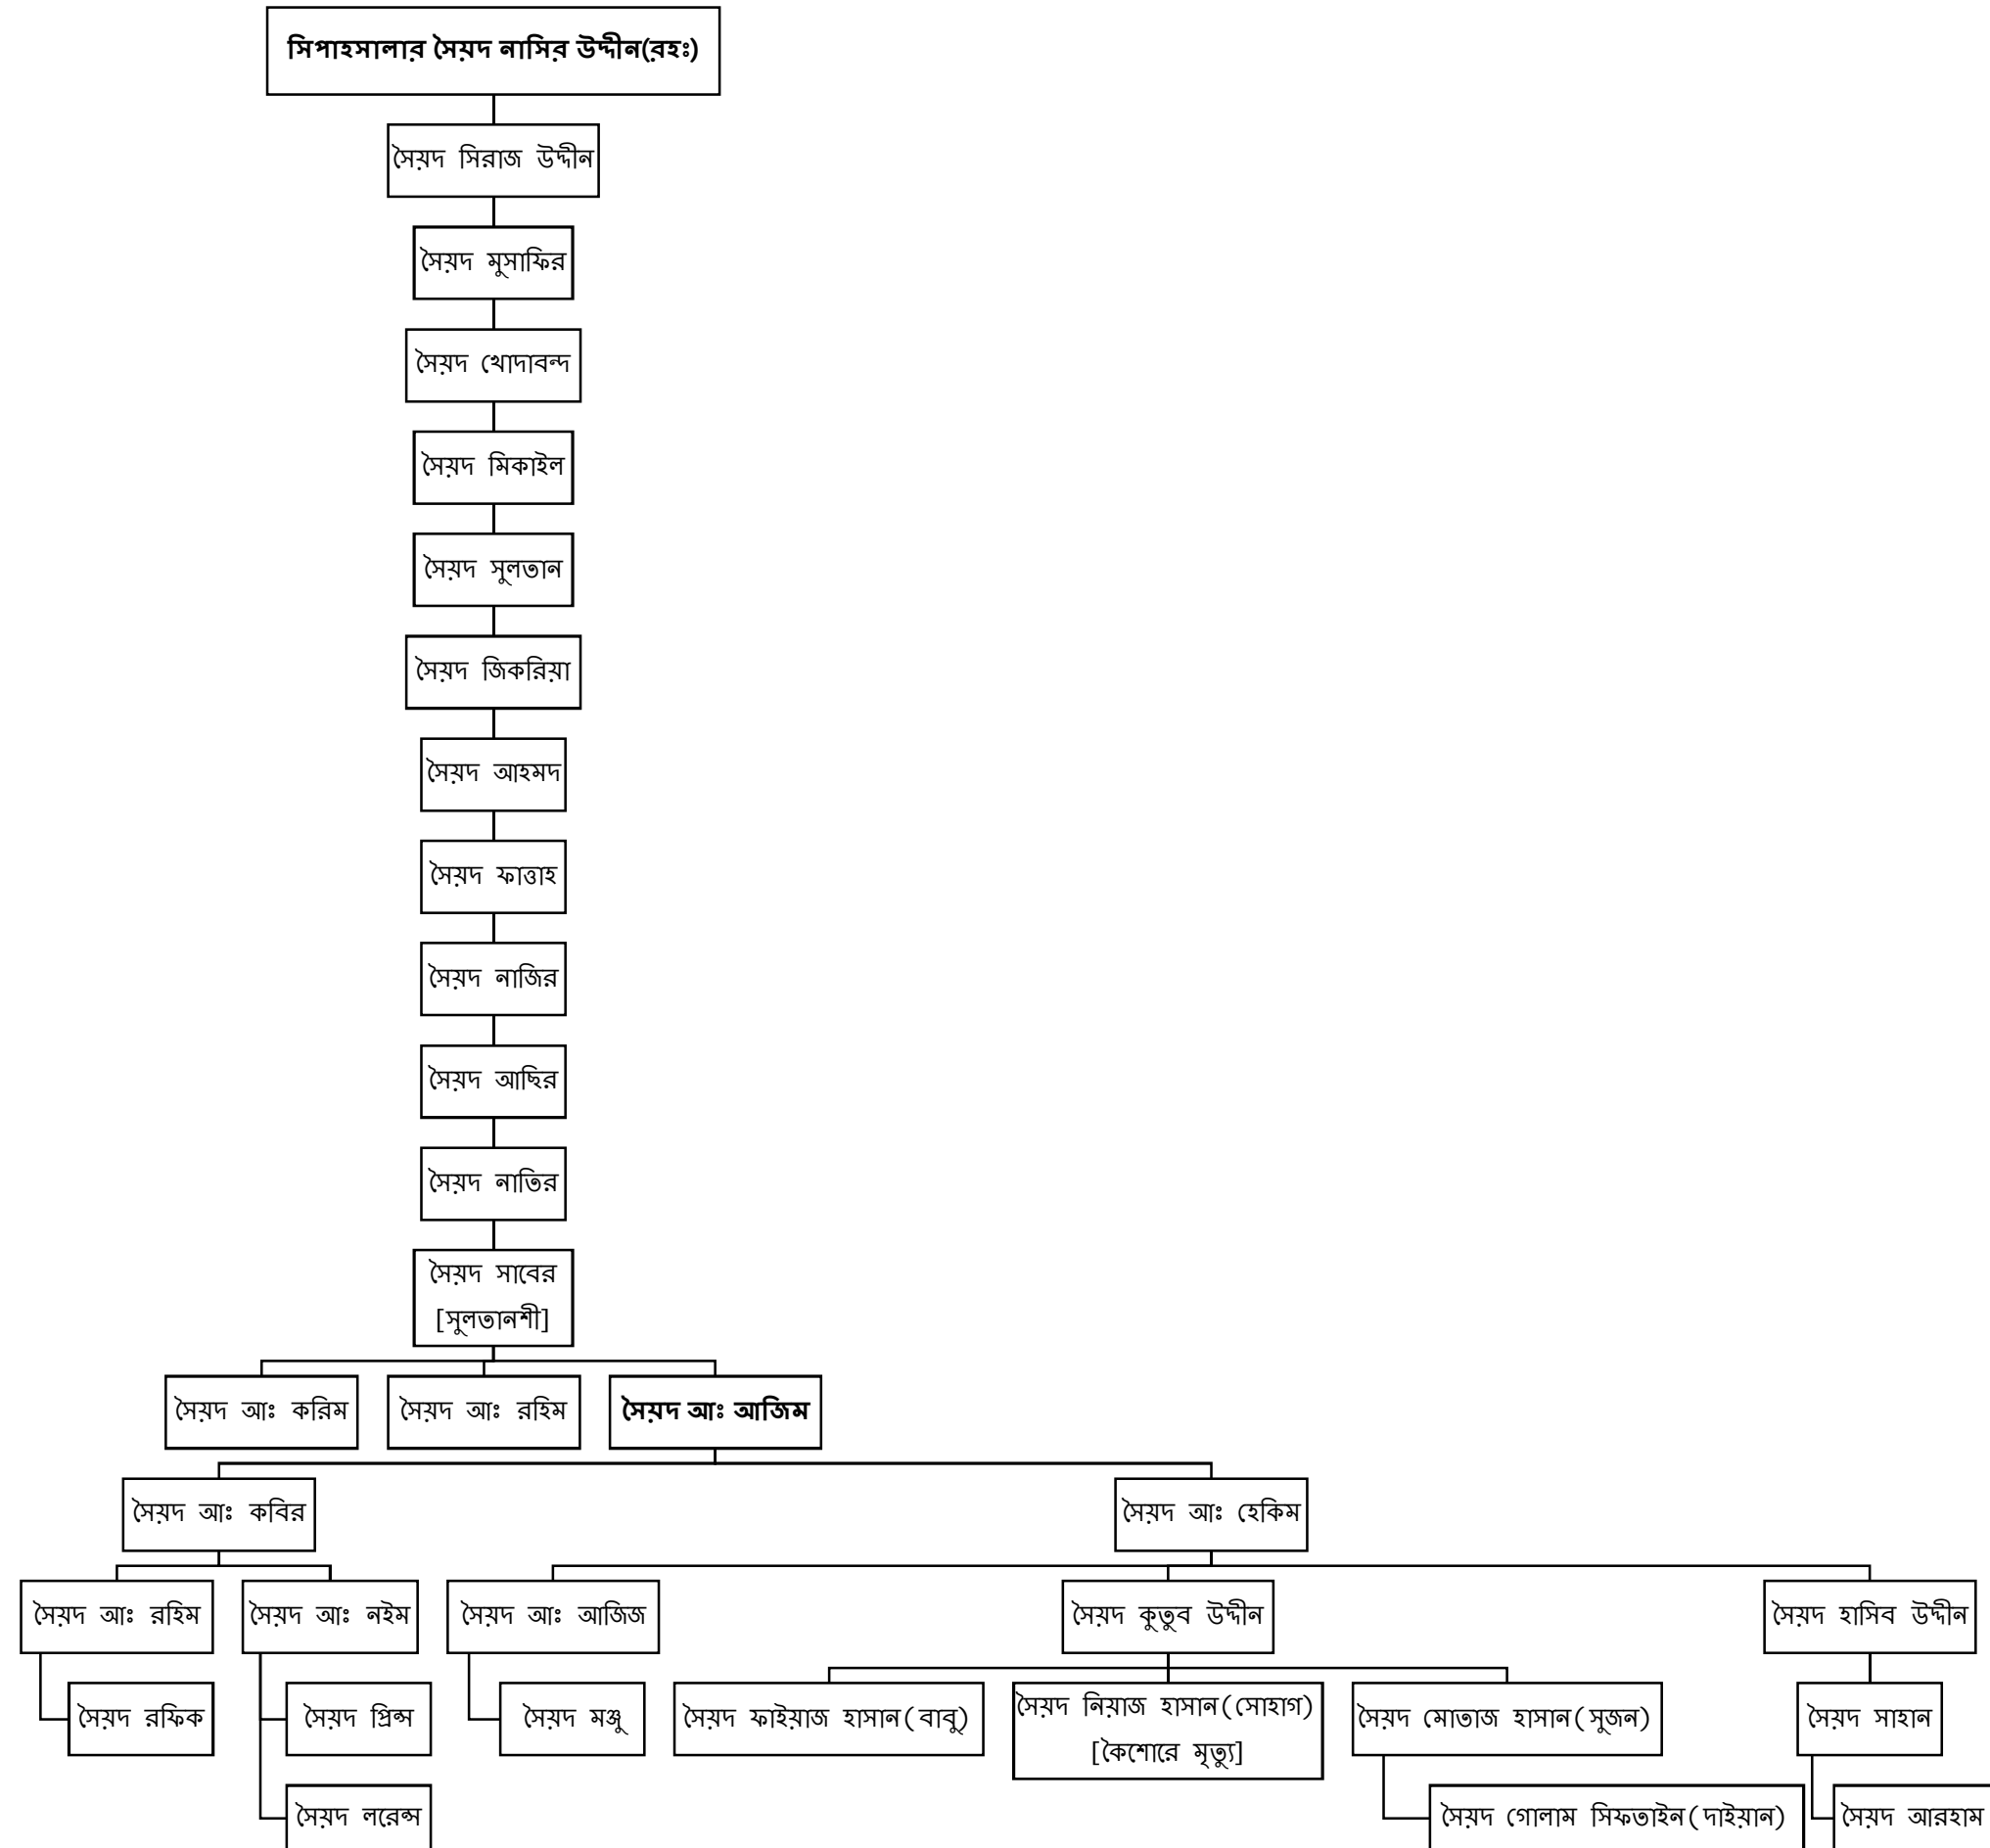 সিপাহসালার সৈয়দ নাসির উদ্দীন(রহঃ)
সৈয়দ সিরাজ উদ্দীন
সৈয়দ মুসাফির
সৈয়দ খোদাবন্দ
সৈয়দ মিকাইল
সৈয়দ সুলতান
সৈয়দ জিকরিয়া
সৈয়দ আহমদ
সৈয়দ ফাত্তাহ
সৈয়দ নাজির
সৈয়দ আছির
সৈয়দ নাতির
সৈয়দ সাবের
[সুলতানশী]
সৈয়দ আঃ করিম
সৈয়দ আঃ রহিম
সৈয়দ আঃ আজিম
সৈয়দ আঃ কবির
সৈয়দ আঃ হেকিম
সৈয়দ আঃ রহিম
সৈয়দ আঃ নইম
সৈয়দ আঃ আজিজ
সৈয়দ কুতুব উদ্দীন
সৈয়দ হাসিব উদ্দীন
সৈয়দ রফিক
সৈয়দ প্রিন্স
সৈয়দ মঞ্জু
সৈয়দ ফাইয়াজ হাসান(বাবু)
সৈয়দ নিয়াজ হাসান(সোহাগ)
[কৈশোরে মৃত্যু]
সৈয়দ মোতাজ হাসান(সুজন)
সৈয়দ সাহান
সৈয়দ লরেন্স
সৈয়দ গোলাম সিফতাইন(দাইয়ান)
সৈয়দ আরহাম